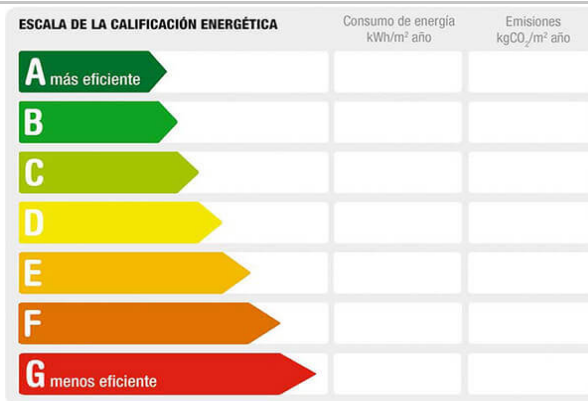 ESCALA DE LA CALIFICACIÓN ENERGÉTICA
Consumo de energía
kWh/m² año
Emisiones
kgCO₂/m² año
A más eficiente
B
C
D
E
F
G menos eficiente